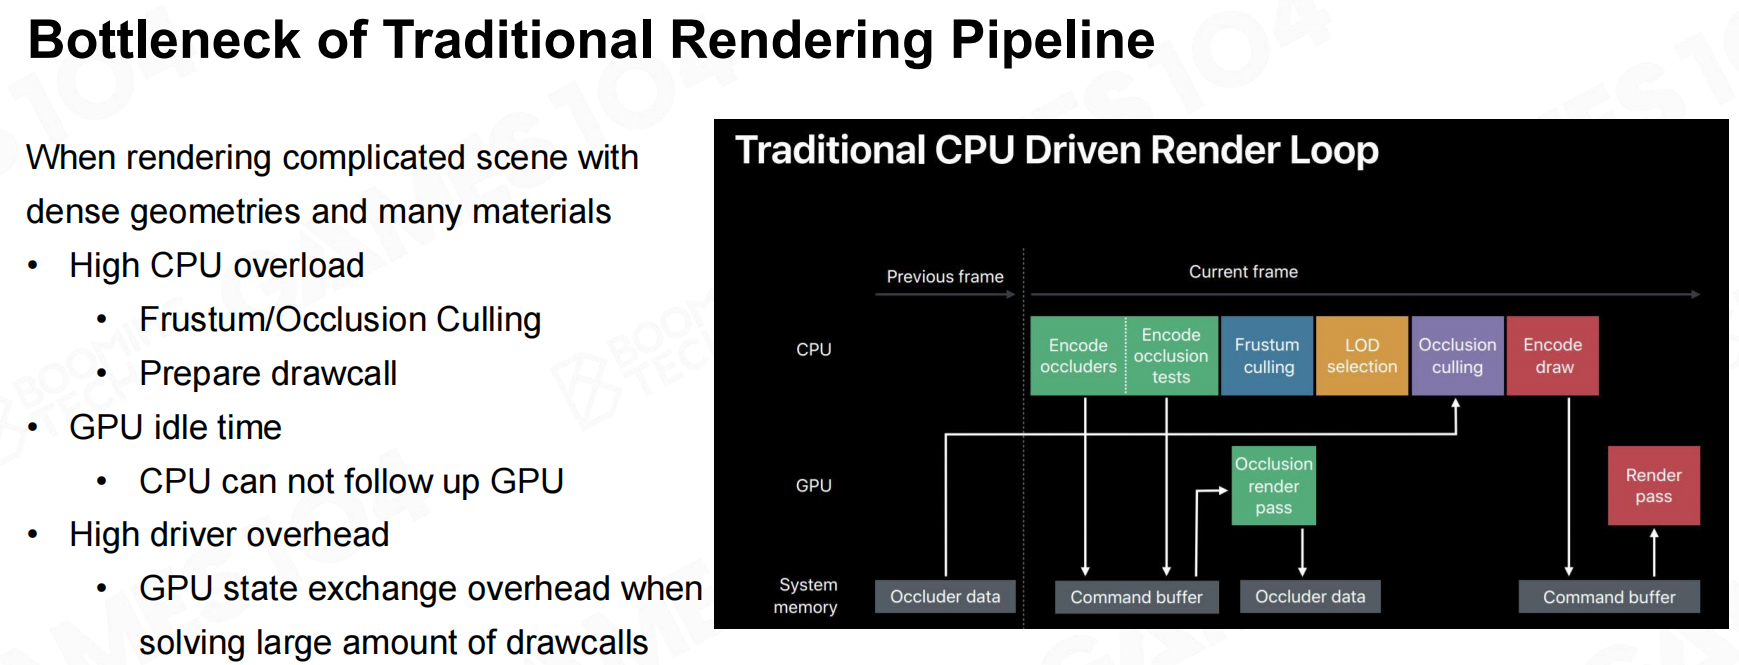 Bottleneck of Traditional Rendering Pipeline
When rendering complicated scene with
dense geometries and many materials
• High CPU overload
• Frustum/Occlusion Culling
• Prepare drawcall
• GPU idle time
• CPU can not follow up GPU
• High driver overhead
• GPU state exchange overhead when
solving large amount of drawcalls
Traditional CPU Driven Render Loop
Previous frame
Current frame
CPU
Encode
occluders
Encode
occlusion
tests
Frustum
culling
LOD
selection
Occlusion
culling
Encode
draw
GPU
Occlusion
render
pass
Render
pass
System
memory
Occluder data
Command buffer
Occluder data
Command buffer